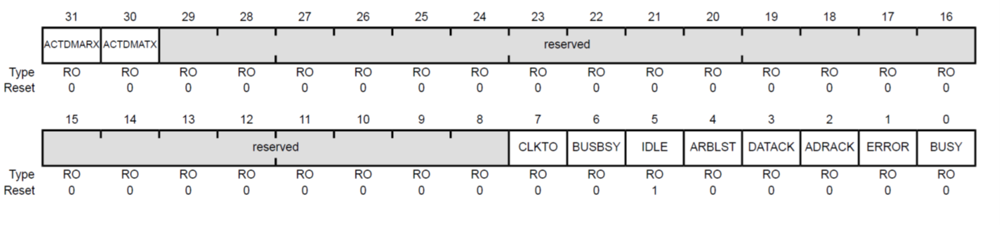 31 30 29 28 27 26 25 24 23 22 21 20 19 18 17 16
ACTDMARX ACTDMATX reserved
Type RO RO RO RO RO RO RO RO RO RO RO RO RO RO RO RO
Reset 0 0 0 0 0 0 0 0 0 0 0 0 0 0 0 0
15 14 13 12 11 10 9 8 7 6 5 4 3 2 1 0
reserved CLKTO BUSBSY IDLE ARBLST DATACK ADRACK ERROR BUSY
Type RO RO RO RO RO RO RO RO RO RO RO RO RO RO RO RO
Reset 0 0 0 0 0 0 0 0 0 0 1 0 0 0 0 0